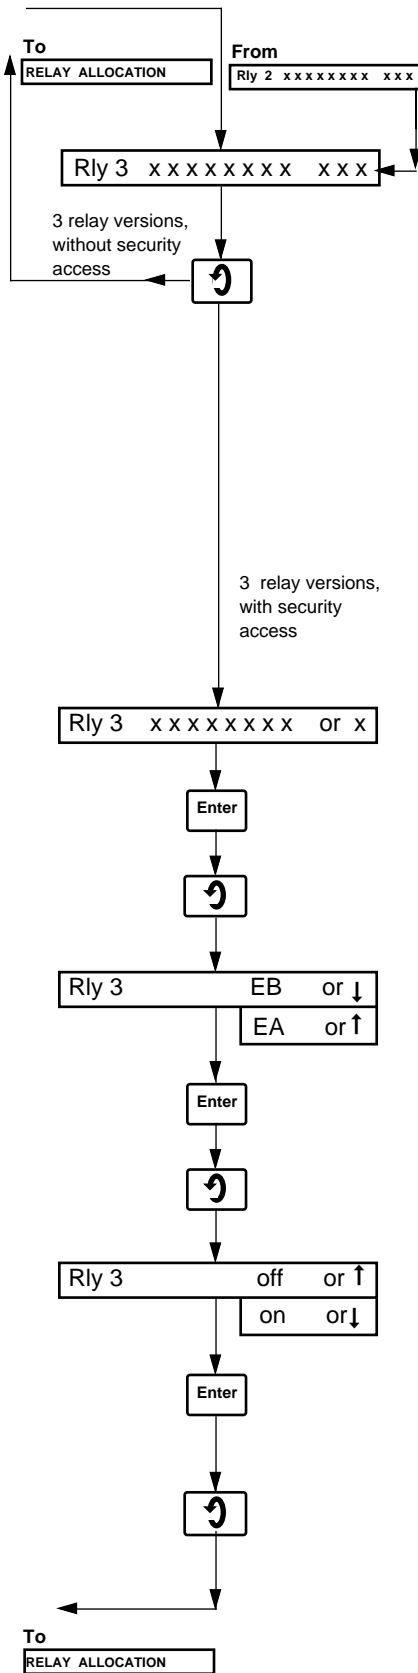 To
RELAY ALLOCATION
From
Rly 2 xxxxxxxx xxx
Rly 3 xxxxxxxx xxx
3 relay versions,
without security
access
3 relay versions,
with security
access
Rly 3 xxxxxxxx or x
Enter
Rly 3 EB or ↓
EA or ↑
Enter
Rly 3 off or ↑
on or ↓
Enter
To
RELAY ALLOCATION